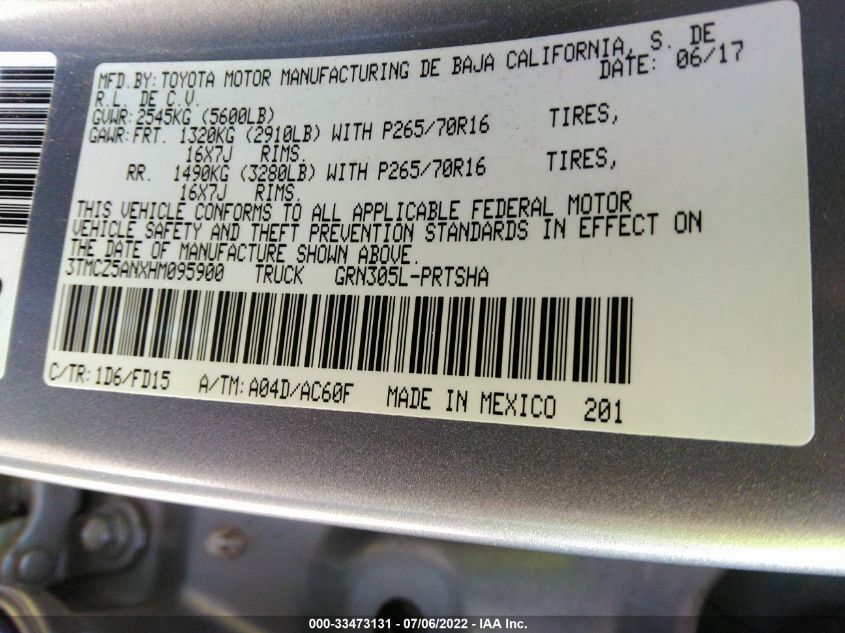 MFD.BY: TOYOTA MOTOR MANUFACTURING DE BAJA CALIFORNIA, S. DE
R.L. DE C.V. DATE: 06/17
GVWR: 2545KG (5600LB)
GAWR: FRT. 1320KG (2910LB) WITH P265/70R16 TIRES,
16X7J RIMS.
RR. 1490KG (3280LB) WITH P265/70R16 TIRES,
16X7J RIMS.
THIS VEHICLE CONFORMS TO ALL APPLICABLE FEDERAL MOTOR
VEHICLE SAFETY AND THEFT PREVENTION STANDARDS IN EFFECT ON
THE DATE OF MANUFACTURE SHOWN ABOVE.
3TMCZ5ANXHM095900 TRUCK GRN305L-PRTSHA
C/TR: 1D6/FD15 A/TM: A04D/AC60F MADE IN MEXICO 201
000-33473131 - 07/06/2022 - IAA Inc.